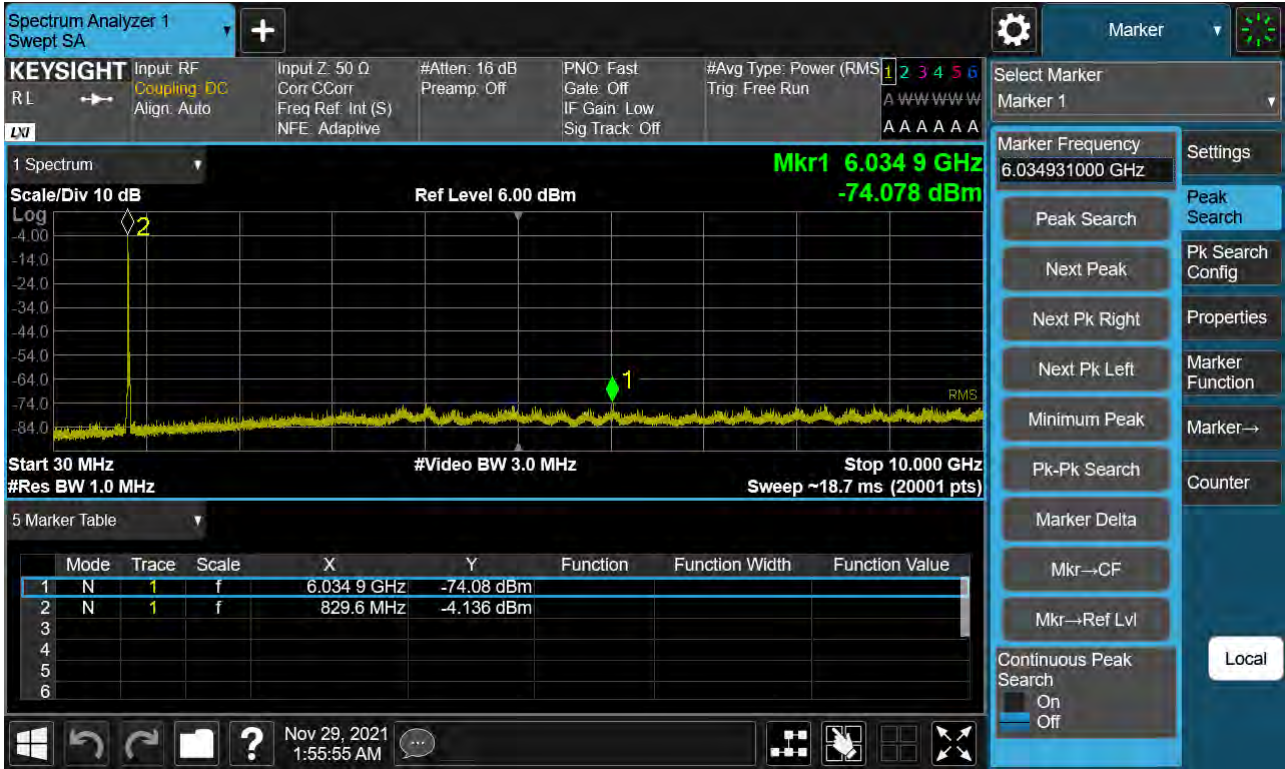 Spectrum Analyzer 1
Swept SA
Marker
KEYSIGHT
R L
LXI
Input: RF
Coupling: DC
Align: Auto
Input Z: 50 Ω
Corr CCorr
Freq Ref: Int (S)
NFE: Adaptive
#Atten: 16 dB
Preamp: Off
PNO: Fast
Gate: Off
IF Gain: Low
Sig Track: Off
#Avg Type: Power (RMS
Trig: Free Run
1 2 3 4 5 6
A W W W W W
A A A A A A
Select Marker
Marker 1
1 Spectrum
Mkr1 6.034 9 GHz
-74.078 dBm
Scale/Div 10 dB
Ref Level 6.00 dBm
Log
-4.00
-14.0
-24.0
-34.0
-44.0
-54.0
-64.0
-74.0
-84.0
2
1
RMS
Start 30 MHz
#Video BW 3.0 MHz
Stop 10.000 GHz
#Res BW 1.0 MHz
Sweep ~18.7 ms (20001 pts)
5 Marker Table
Mode Trace Scale X Y Function Function Width Function Value
1 N 1 f 6.034 9 GHz -74.08 dBm
2 N 1 f 829.6 MHz -4.136 dBm
3
4
5
6
Marker Frequency
6.034931000 GHz
Peak Search
Next Peak
Next Pk Right
Next Pk Left
Minimum Peak
Pk-Pk Search
Marker Delta
Mkr→CF
Mkr→Ref Lvl
Continuous Peak
Search
On
Off
Settings
Peak
Search
Pk Search
Config
Properties
Marker
Function
Marker→
Counter
Local
?
Nov 29, 2021
1:55:55 AM